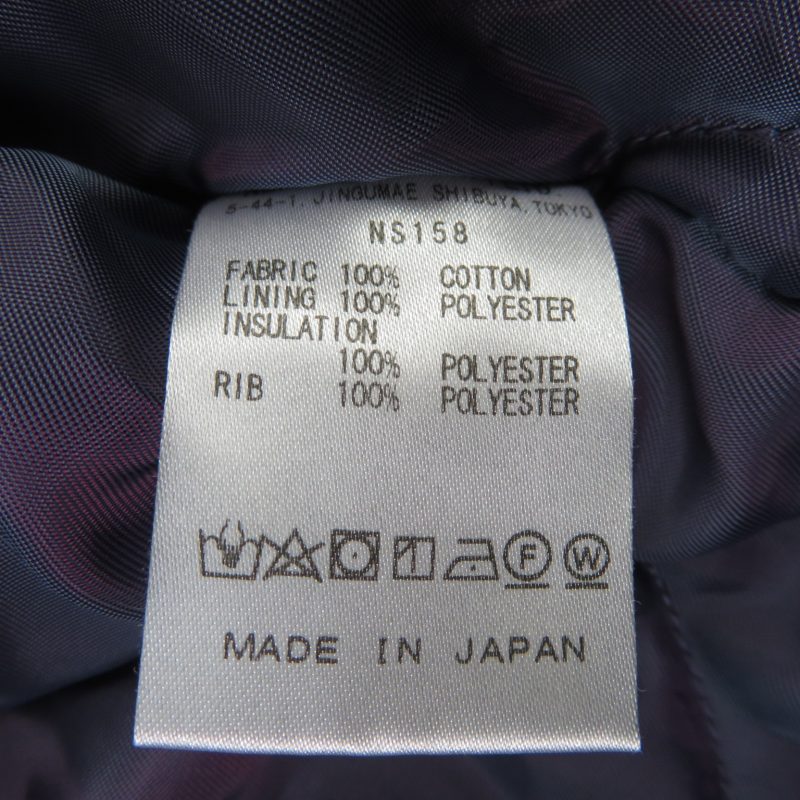 5-44-1, JINGUMAE SHIBUYA, TOKYO
NS158
FABRIC 100% COTTON
LINING 100% POLYESTER
INSULATION
100% POLYESTER
RIB 100% POLYESTER
F W
MADE IN JAPAN